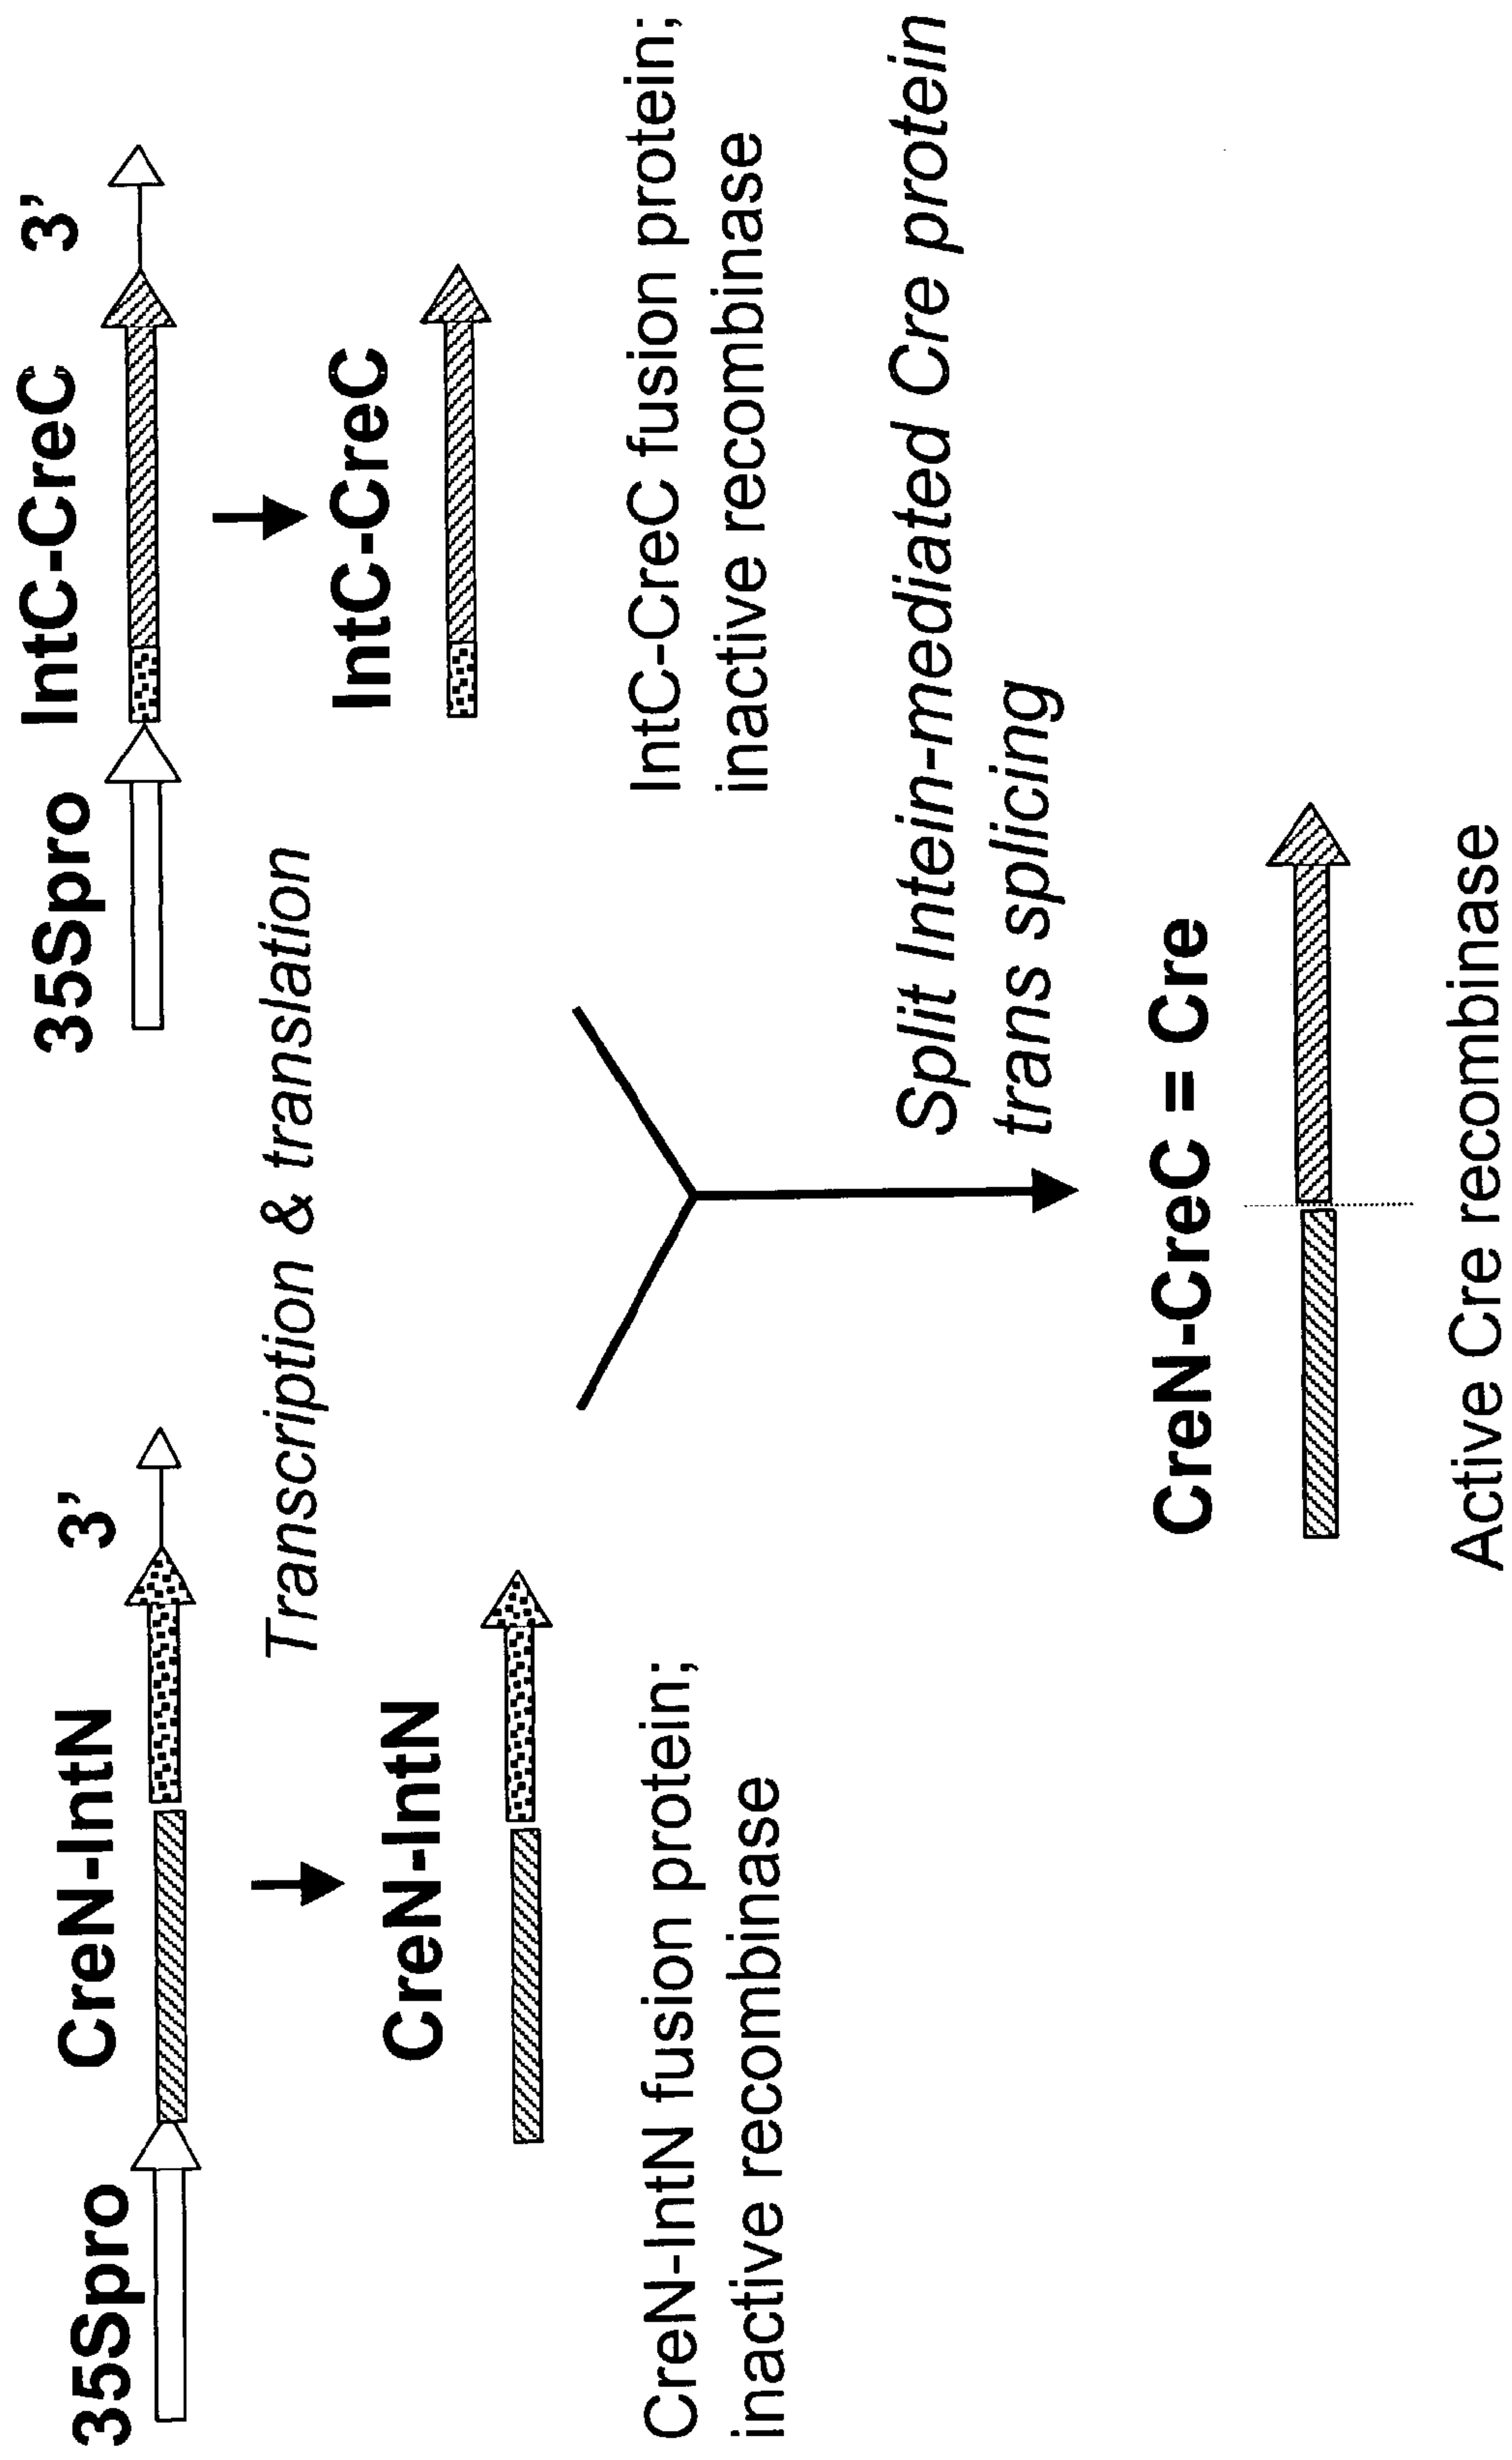 35Spro CreN-IntN 3’
35Spro IntC-CreC 3’
Transcription & translation
CreN-IntN
IntC-CreC
CreN-IntN fusion protein;
inactive recombinase
IntC-CreC fusion protein;
inactive recombinase
Split Intein-mediated Cre protein
trans splicing
CreN-CreC = Cre
Active Cre recombinase